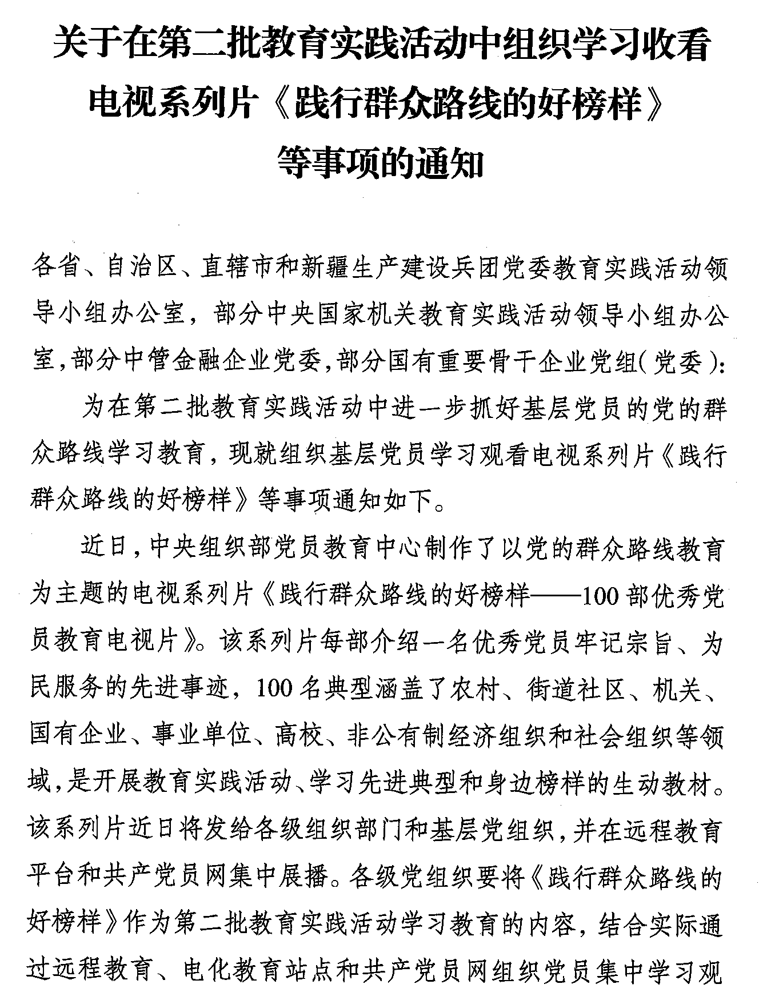 关于在第二批教育实践活动中组织学习收看
电视系列片《践行群众路线的好榜样》
等事项的通知
各省、自治区、直辖市和新疆生产建设兵团党委教育实践活动领
导小组办公室，部分中央国家机关教育实践活动领导小组办公
室，部分中管金融企业党委，部分国有重要骨干企业党组（党委）：
为在第二批教育实践活动中进一步抓好基层党员的党的群
众路线学习教育，现就组织基层党员学习观看电视系列片《践行
群众路线的好榜样》等事项通知如下。
近日，中央组织部党员教育中心制作了以党的群众路线教育
为主题的电视系列片《践行群众路线的好榜样——100部优秀党
员教育电视片》。该系列片每部介绍一名优秀党员牢记宗旨、为
民服务的先进事迹，100名典型涵盖了农村、街道社区、机关、
国有企业、事业单位、高校、非公有制经济组织和社会组织等领
域，是开展教育实践活动、学习先进典型和身边榜样的生动教材。
该系列片近日将发给各级组织部门和基层党组织，并在远程教育
平台和共产党员网集中展播。各级党组织要将《践行群众路线的
好榜样》作为第二批教育实践活动学习教育的内容，结合实际通
过远程教育、电化教育站点和共产党员网组织党员集中学习观